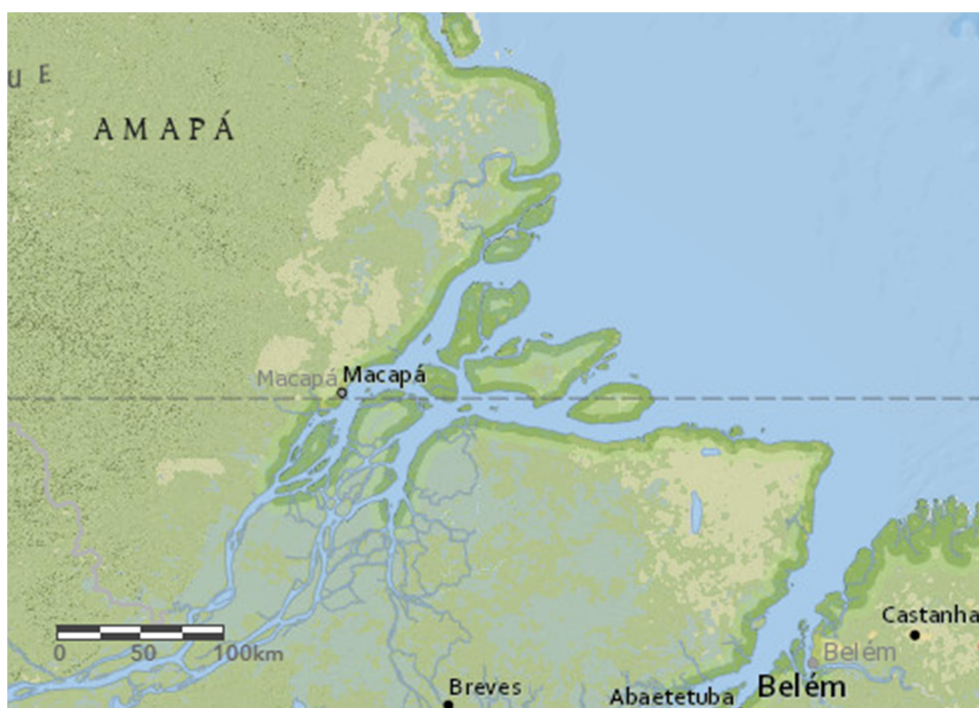 U E
AMAPÁ
Macapá Macapá
Castanha
0 50 100km
Belém
Breves
Abaetetuba
Belém